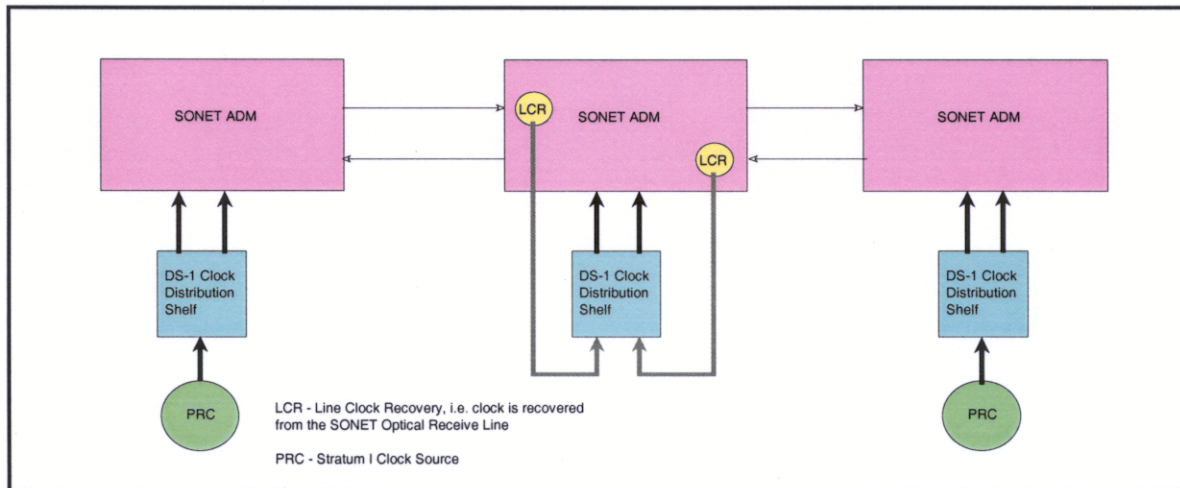 SONET ADM
LCR
SONET ADM
LCR
SONET ADM
DS-1 Clock
Distribution
Shelf
DS-1 Clock
Distribution
Shelf
DS-1 Clock
Distribution
Shelf
PRC
LCR - Line Clock Recovery, i.e. clock is recovered
from the SONET Optical Receive Line
PRC - Stratum I Clock Source
PRC